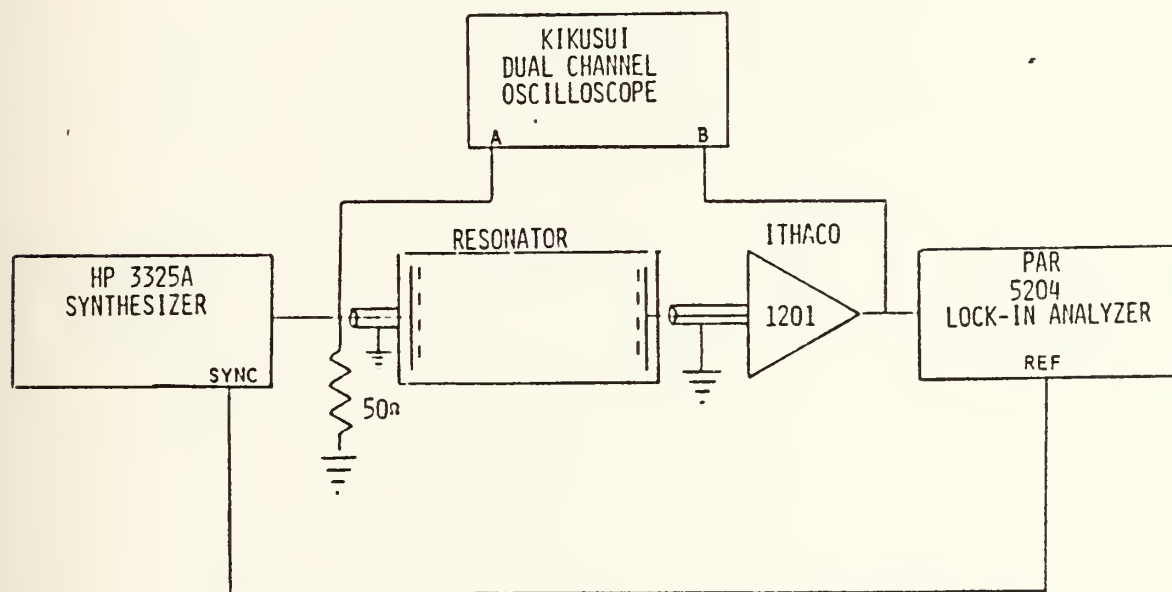 KIKUSUI
DUAL CHANNEL
OSCILLOSCOPE
A
B
RESONATOR
ITHACO
HP 3325A
SYNTHESIZER
SYNC
1201
PAR
5204
LOCK-IN ANALYZER
REF
50Ω